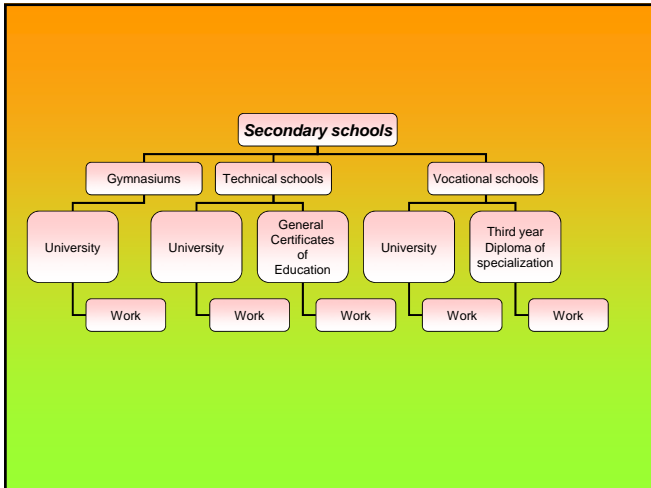 Secondary schools
Gymnasiums
Technical schools
Vocational schools
University
University
General
Certificates
of
Education
University
Third year
Diploma of
specialization
Work
Work
Work
Work
Work